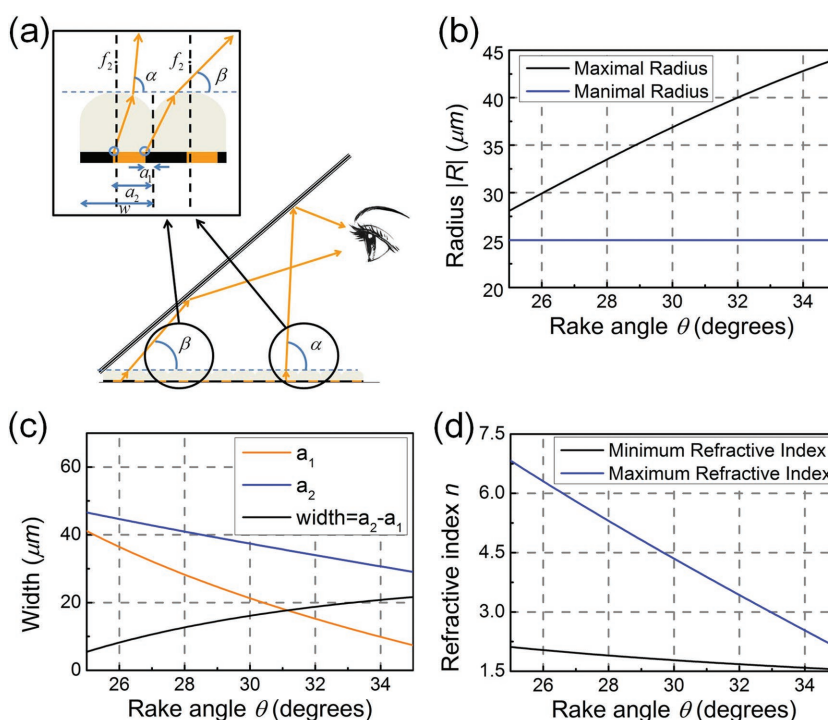 (a)
f2
f2
α
β
a1
a2
w
β
α
(b)
45
40
35
30
25
20
Radius |R| (μm)
Maximal Radius
Manimal Radius
26 28 30 32 34
Rake angle θ (degrees)
(c)
60
40
20
0
Width (μm)
a1
a2
width=a2-a1
26 28 30 32 34
Rake angle θ (degrees)
(d)
7.5
6.0
4.5
3.0
1.5
Refractive index n
Minimum Refractive Index
Maximum Refractive Index
26 28 30 32 34
Rake angle θ (degrees)